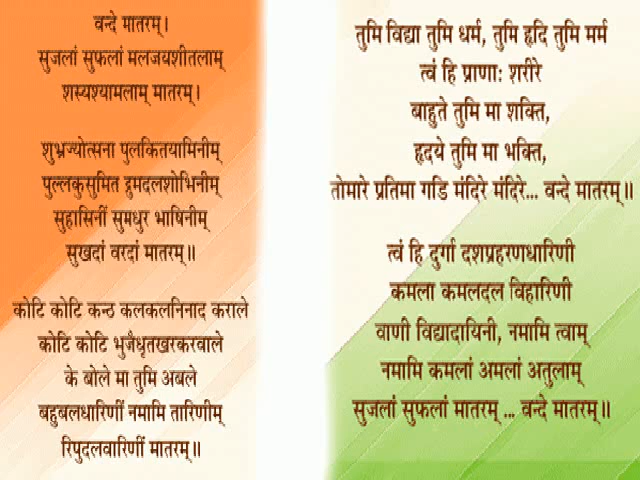 वन्दे मातरम्।
सुजलां सुफलां मलजयशीतलाम्
शस्यश्यामलाम् मातरम्।
शुभ्रज्योत्सना पुलकितयामिनीम्
पुल्लकुसुमित द्रुमदलशोभिनीम्
सुहासिनीं सुमधुर भाषिनीम्
सुखदां वरदां मातरम्॥
कोटि कोटि कन्ठ कलकलनिनाद कराले
कोटि कोटि भुजैधृतखरकरवाले
के बोले मा तुमि अबले
बहुबलधारिणीं नमामि तारिणीम्
रिपुदलवारिणीं मातरम्॥
तुमि विद्या तुमि धर्म, तुमि हृदि तुमि मर्म
त्वं हि प्राणाः शरीरे
बाहुते तुमि मा शक्ति,
हृदये तुमि मा भक्ति,
तोमारे प्रतिमा गडि मंदिरे मंदिरे... वन्दे मातरम्॥
त्वं हि दुर्गा दशप्रहरणधारिणी
कमला कमलदल विहारिणी
वाणी विद्यादायिनी, नमामि त्वाम्
नमामि कमलां अमलां अतुलाम्
सुजलां सुफलां मातरम् ... वन्दे मातरम्॥